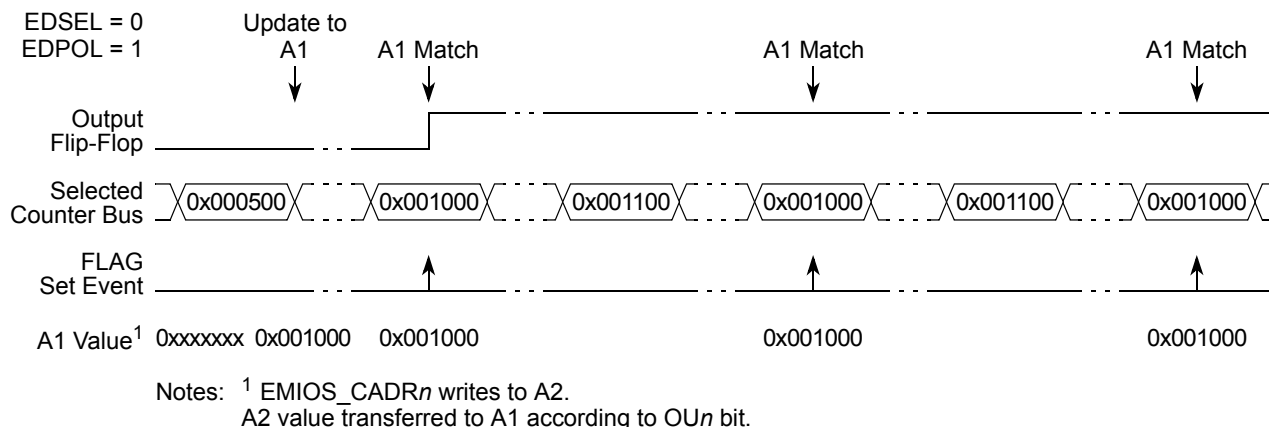 EDSEL = 0
EDPOL = 1
Update to
A1
A1 Match
A1 Match
A1 Match
Output
Flip-Flop
Selected
Counter Bus
0x000500
0x001000
0x001100
0x001000
0x001100
0x001000
FLAG
Set Event
A1 Value1 0xxxxxxx 0x001000 0x001000 0x001000 0x001000
Notes: 1 EMIOS_CADRn writes to A2.
A2 value transferred to A1 according to OUn bit.